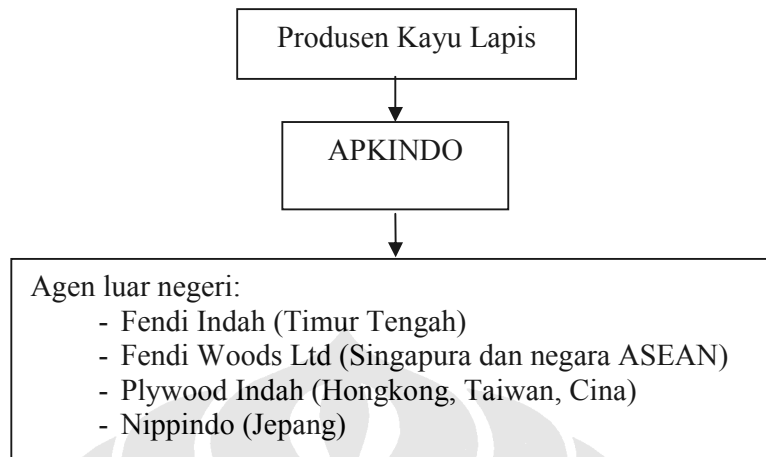 Produsen Kayu Lapis
APKINDO
Agen luar negeri:
- Fendi Indah (Timur Tengah)
- Fendi Woods Ltd (Singapura dan negara ASEAN)
- Plywood Indah (Hongkong, Taiwan, Cina)
- Nippindo (Jepang)